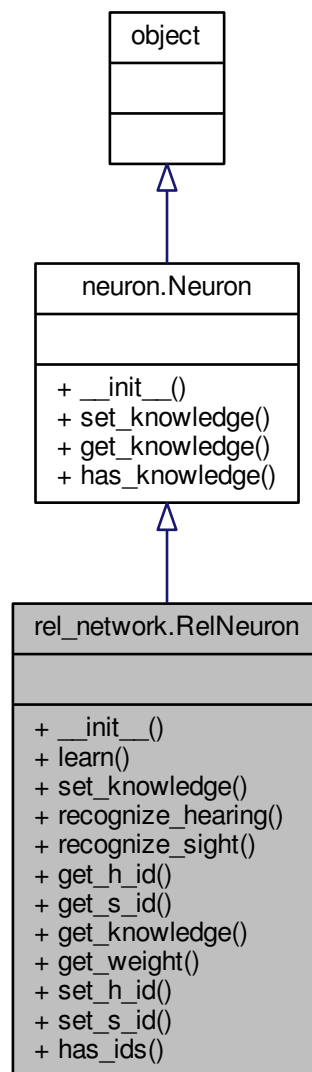 object
neuron.Neuron
+ __init__()
+ set_knowledge()
+ get_knowledge()
+ has_knowledge()
rel_network.RelNeuron
+ __init__()
+ learn()
+ set_knowledge()
+ recognize_hearing()
+ recognize_sight()
+ get_h_id()
+ get_s_id()
+ get_knowledge()
+ get_weight()
+ set_h_id()
+ set_s_id()
+ has_ids()